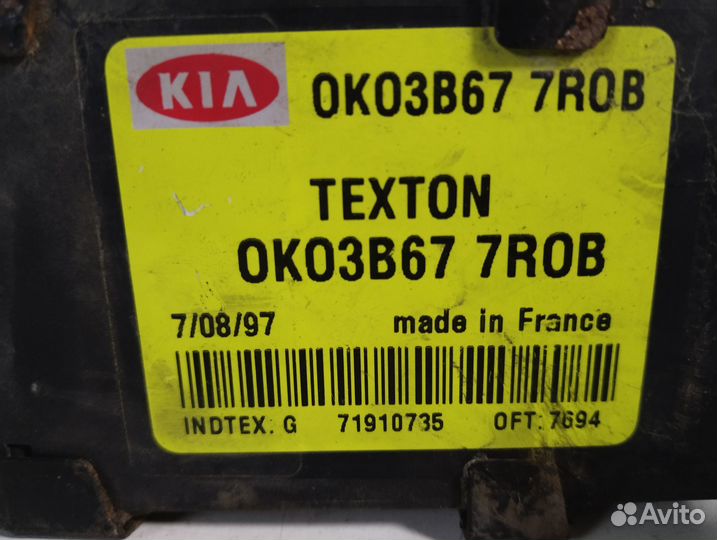 KIA 0K03B67 7R0B
TEXTON
0K03B67 7R0B
7/08/97 made in France
INDTEX. G 71910735 OFT. 7694
Avito